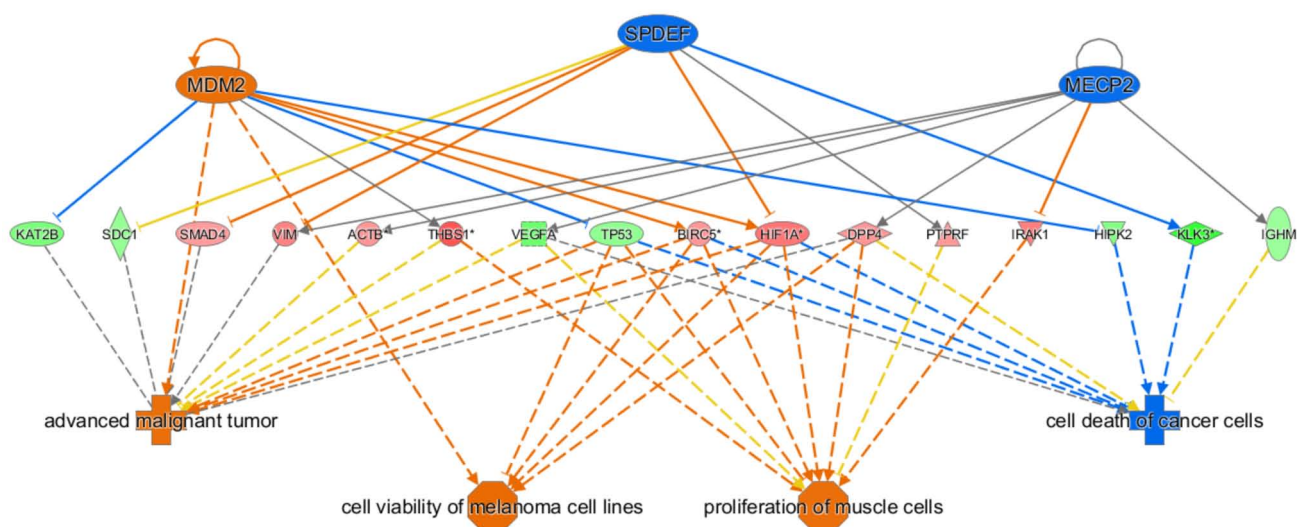 SPDEF
MDM2
MECP2
KAT2B
SDC1
SMAD4
VIM
ACTB
THBS1*
VEGFA
TP53
BIRC5*
HIF1A*
DPP4
PTPRF
IRAK1
HIPK2
KLK3*
IGHM
advanced malignant tumor
cell death of cancer cells
cell viability of melanoma cell lines
proliferation of muscle cells